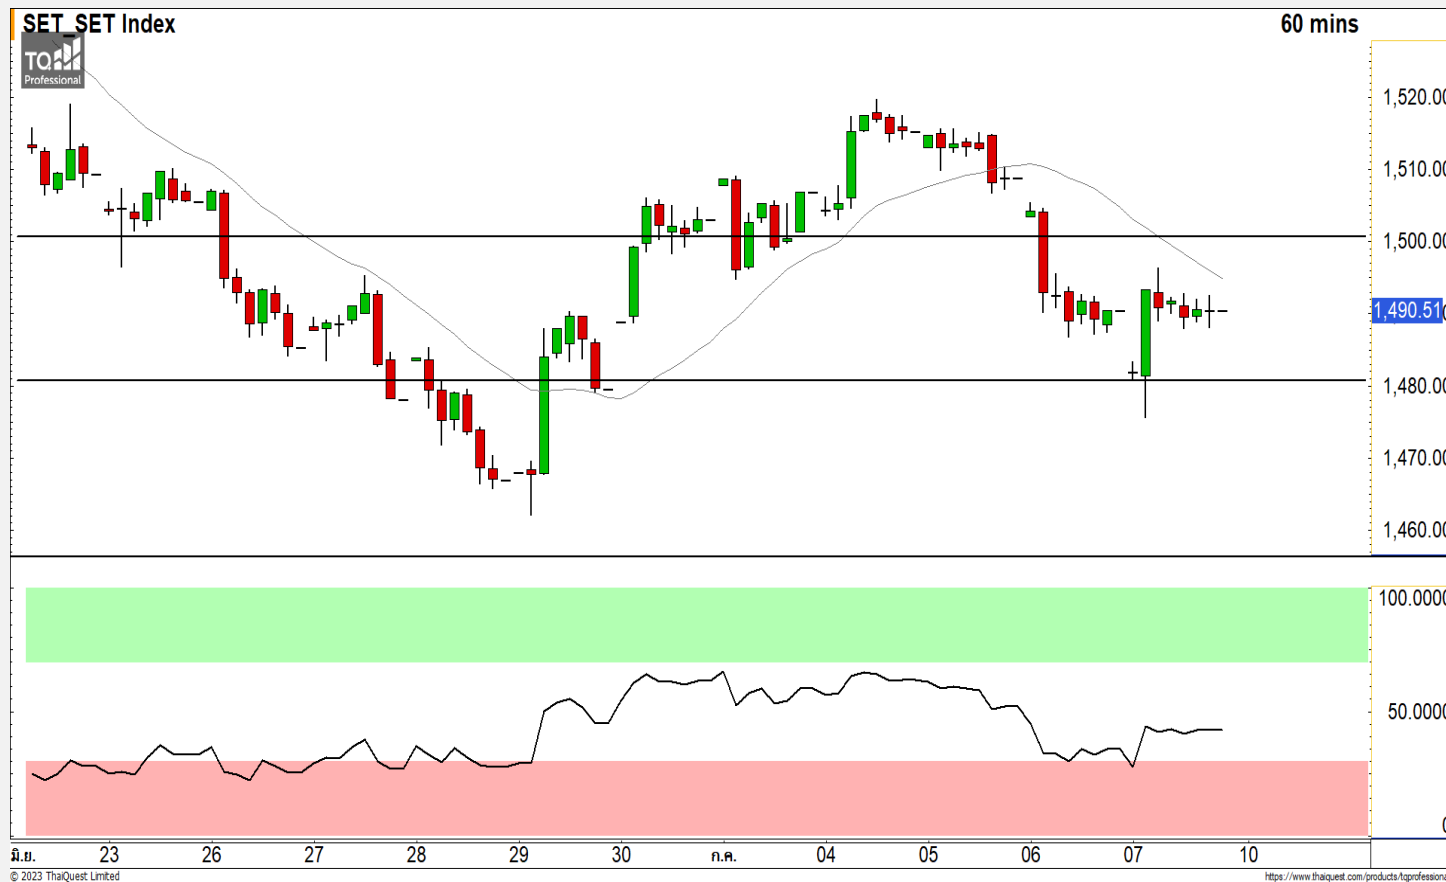 SET_SET Index
60 mins
TQ
Professional
1,520.00
1,510.00
1,500.00
1,490.51
1,480.00
1,470.00
1,460.00
100.0000
50.0000
0
มิ.ย. 23 26 27 28 29 30 ก.ค. 04 05 06 07 10
© 2023 ThaiQuest Limited
https://www.thaiquest.com/products/tqprofessional